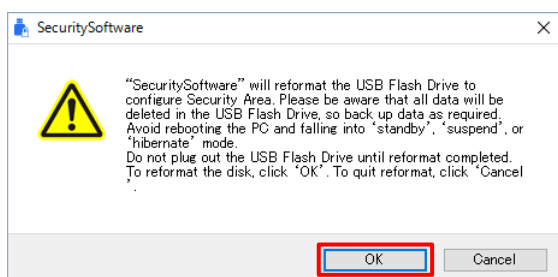 SecuritySoftware
“SecuritySoftware” will reformat the USB Flash Drive to
configure Security Area. Please be aware that all data will be
deleted in the USB Flash Drive, so back up data as required.
Avoid rebooting the PC and falling into ‘standby’, ‘suspend’, or
‘hibernate’ mode.
Do not plug out the USB Flash Drive until reformat completed.
To reformat the disk, click ‘OK’. To quit reformat, click ‘Cancel
’.
OK Cancel